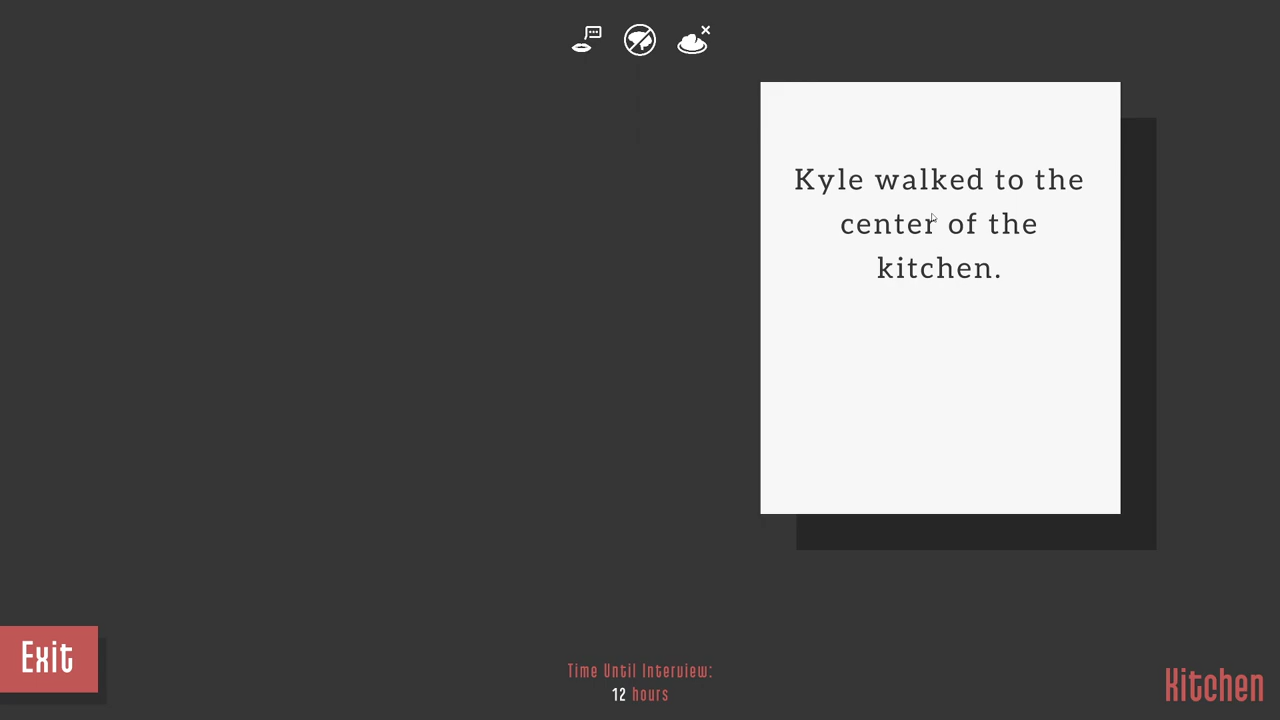 Kyle walked to the
center of the
kitchen.
Exit
Time Until Interview:
12 hours
Kitchen